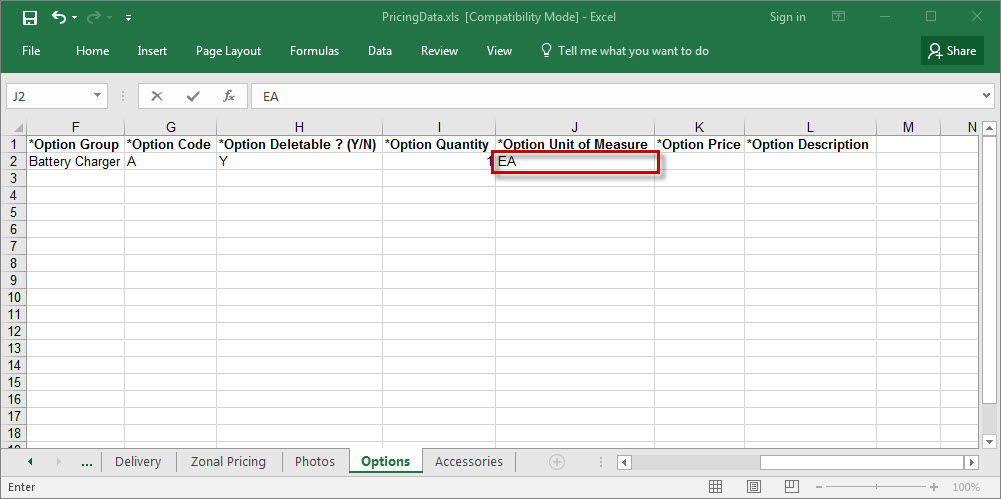 PricingData.xls [Compatibility Mode] - Excel
Sign in
File Home Insert Page Layout Formulas Data Review View Tell me what you want to do Share
J2 fx EA
F G H I J K L M N
1 *Option Group *Option Code *Option Deletable ? (Y/N) *Option Quantity *Option Unit of Measure *Option Price *Option Description
2 Battery Charger A Y 1 EA
3
4
5
6
7
8
9
10
11
12
13
14
15
16
17
18
19
... Delivery Zonal Pricing Photos Options Accessories
Enter 100%